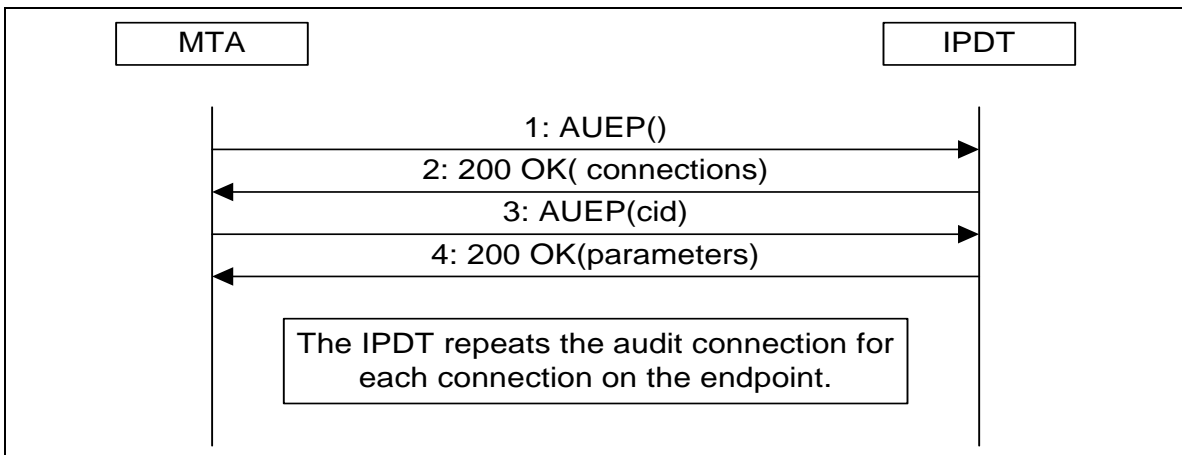 MTA
IPDT
1: AUEP()
2: 200 OK( connections)
3: AUEP(cid)
4: 200 OK(parameters)
The IPDT repeats the audit connection for
each connection on the endpoint.